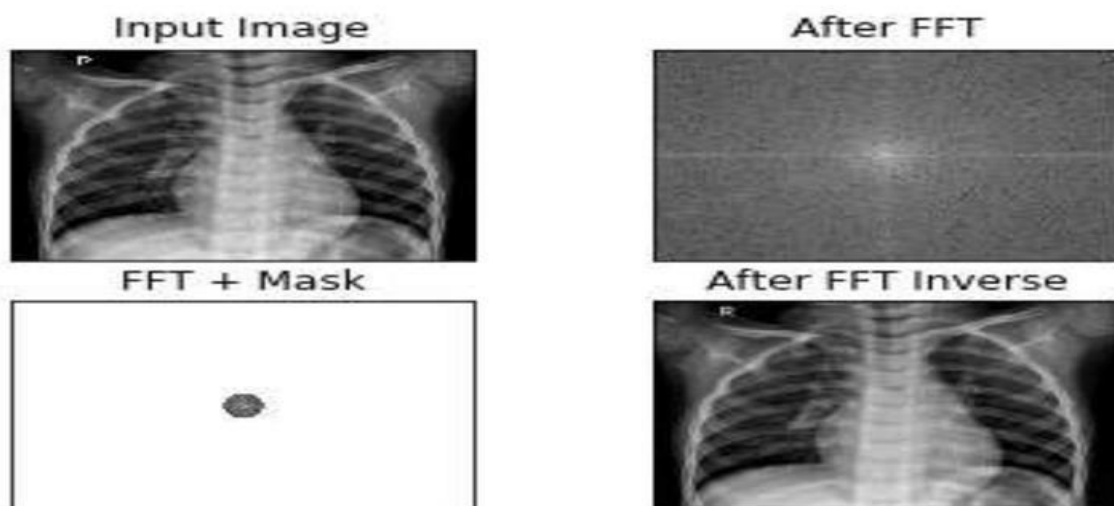 Input Image
After FFT
FFT + Mask
After FFT Inverse
R